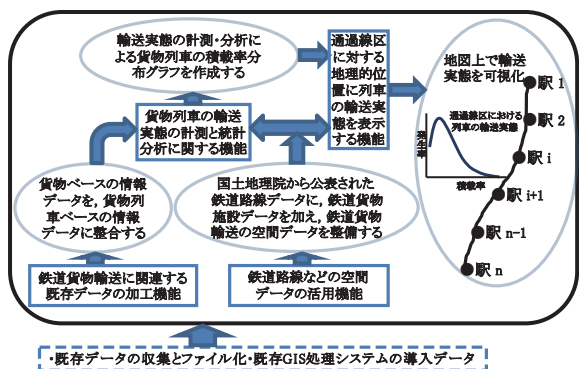 輸送実態の計測・分析に
よる貨物列車の積載率分
布グラフを作成する
通過線区
に対する
地理的位
置に列車
の輸送実
態を表示
する機能
地図上で輸送
実態を可視化
駅 1
駅 2
駅 i
駅 i+1
駅 n-1
駅 n
通過線区における
列車の輸送実態
発生率
積載率
貨物列車の輸送
実態の計測と統計
分析に関する機能
貨物ベースの情報
データを, 貨物列
車ベースの情報
データに整合する
国土地理院から公表された
鉄道路線データに, 鉄道貨物
施設データを加え, 鉄道貨物
輸送の空間データを整備する
鉄道貨物輸送に関連する
既存データの加工機能
鉄道路線などの空間
データの活用機能
・既存データの収集とファイル化・既存GIS処理システムの導入データ